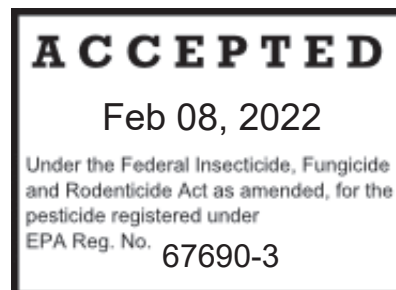 ACCEPTED
Feb 08, 2022
Under the Federal Insecticide, Fungicide
and Rodenticide Act as amended, for the
pesticide registered under
EPA Reg. No. 67690-3